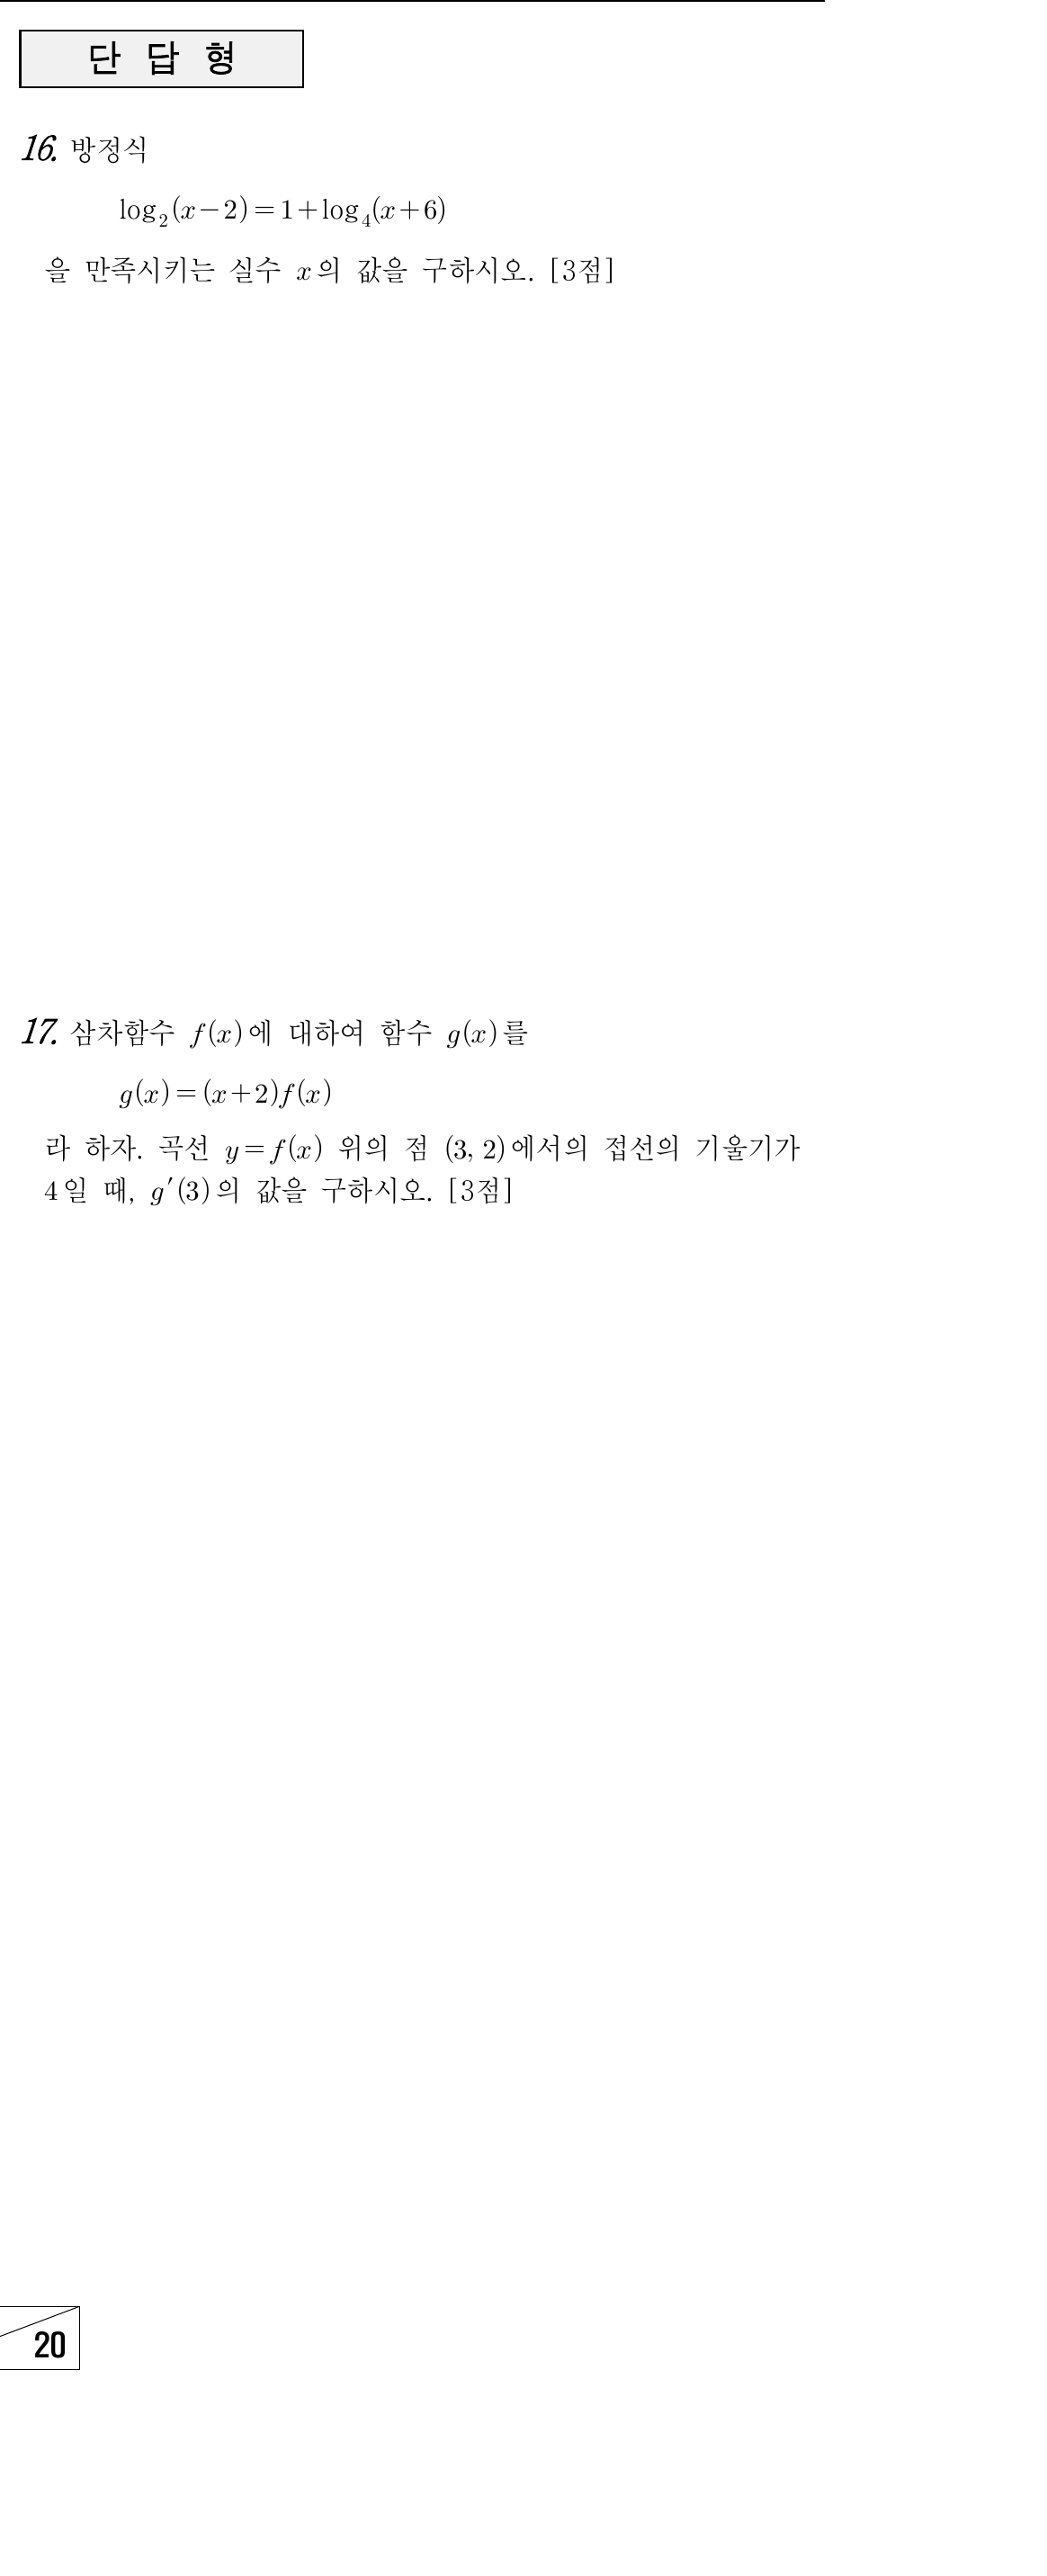 단 답 형
16. 방정식
log₂(x－2)＝1＋log₄(x＋6)
을 만족시키는 실수 x의 값을 구하시오. [3점]
17. 삼차함수 f(x)에 대하여 함수 g(x)를
g(x)＝(x＋2)f(x)
라 하자. 곡선 y＝f(x) 위의 점 (3, 2)에서의 접선의 기울기가
4일 때, g′(3)의 값을 구하시오. [3점]
20